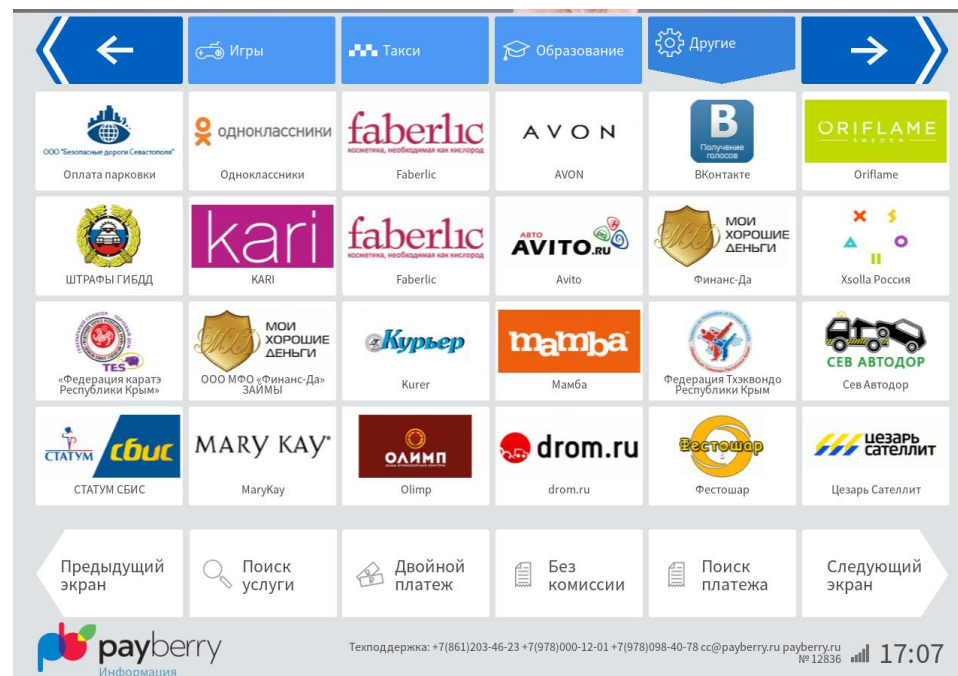 Игры
Такси
Образование
Другие
ООО "Безопасные дороги Севастополя"
Оплата парковки
одноклассники
Одноклассники
faberlic
косметика, необходимая как кислород
Faberlic
AVON
AVON
В
Получение
голосов
ВКонтакте
ORIFLAME
SWEDEN
Oriflame
ШТРАФЫ ГИБДД
kari
KARI
faberlic
косметика, необходимая как кислород
Faberlic
АВТО
AVITO.RU
Avito
МОИ
ХОРОШИЕ
ДЕНЬГИ
Финанс-Да
Xsolla Россия
TES
«Федерация каратэ
Республики Крым»
МОИ
ХОРОШИЕ
ДЕНЬГИ
ООО МФО «Финанс-Да»
ЗАЙМЫ
Курьер
Kurer
mamba
Мамба
Федерация Тхэквондо
Республики Крым
СЕВ АВТОДОР
Сев Автодор
СТАТУМ
сбис
СТАТУМ СБИС
MARY KAY
MaryKay
ОЛИМП
Olimp
drom.ru
drom.ru
Фестошар
Фестошар
цезарь
сателлит
Цезарь Сателлит
Предыдущий
экран
Поиск
услуги
Двойной
платеж
Без
комиссии
Поиск
платежа
Следующий
экран
payberry
Информация
Техподдержка: +7(861)203-46-23 +7(978)000-12-01 +7(978)098-40-78 cc@payberry.ru payberry.ru
№ 12836
17:07